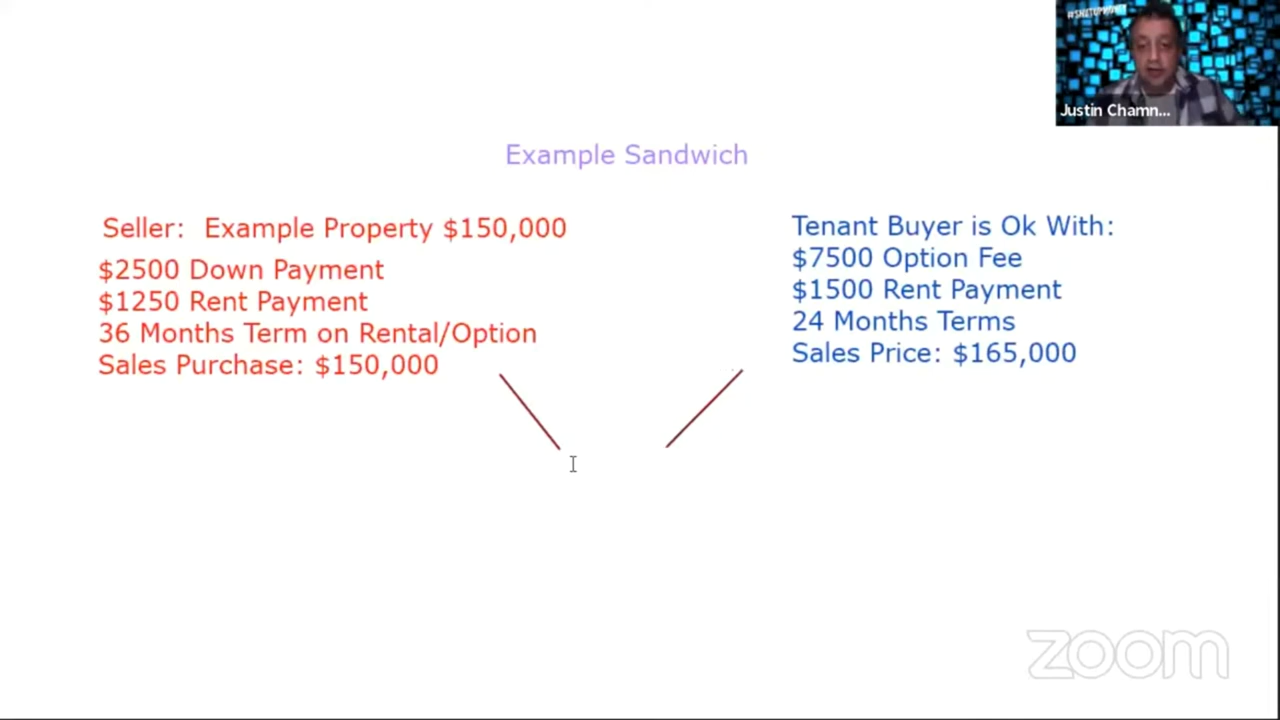 Justin Chamn...
Example Sandwich
Seller: Example Property $150,000
$2500 Down Payment
$1250 Rent Payment
36 Months Term on Rental/Option
Sales Purchase: $150,000
Tenant Buyer is Ok With:
$7500 Option Fee
$1500 Rent Payment
24 Months Terms
Sales Price: $165,000
zoom